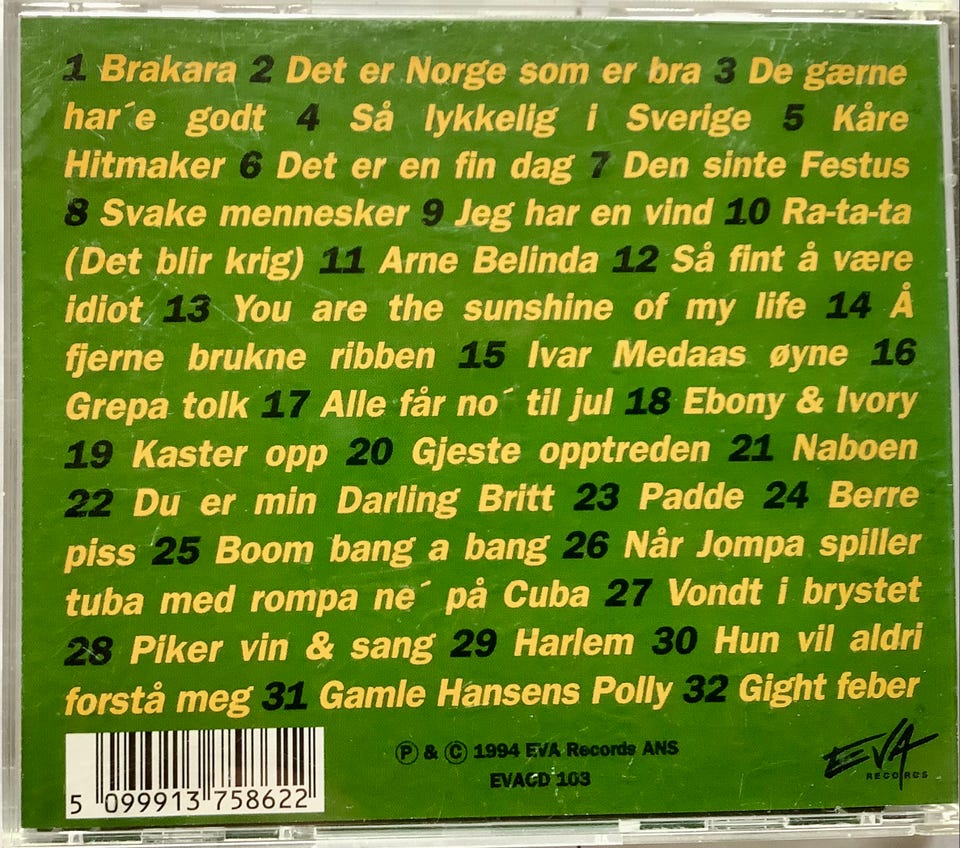 1 Brakara 2 Det er Norge som er bra 3 De gærne
har´e godt 4 Så lykkelig i Sverige 5 Kåre
Hitmaker 6 Det er en fin dag 7 Den sinte Festus
8 Svake mennesker 9 Jeg har en vind 10 Ra-ta-ta
(Det blir krig) 11 Arne Belinda 12 Så fint å være
idiot 13 You are the sunshine of my life 14 Å
fjerne brukne ribben 15 Ivar Medaas øyne 16
Grepa tolk 17 Alle får no´ til jul 18 Ebony & Ivory
19 Kaster opp 20 Gjeste opptreden 21 Naboen
22 Du er min Darling Britt 23 Padde 24 Berre
piss 25 Boom bang a bang 26 Når Jompa spiller
tuba med rompa ne´ på Cuba 27 Vondt i brystet
28 Piker vin & sang 29 Harlem 30 Hun vil aldri
forstå meg 31 Gamle Hansens Polly 32 Gight feber
Ⓟ & © 1994 EVA Records ANS
EVACD 103
EVA
RECORDS
5 099913 758622